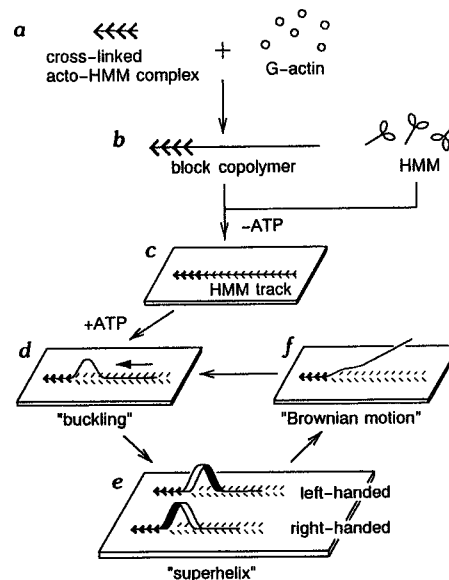 a
cross-linked
acto-HMM complex
+
G-actin
b
block copolymer
HMM
-ATP
c
HMM track
+ATP
d
"buckling"
f
"Brownian motion"
e
left-handed
right-handed
"superhelix"